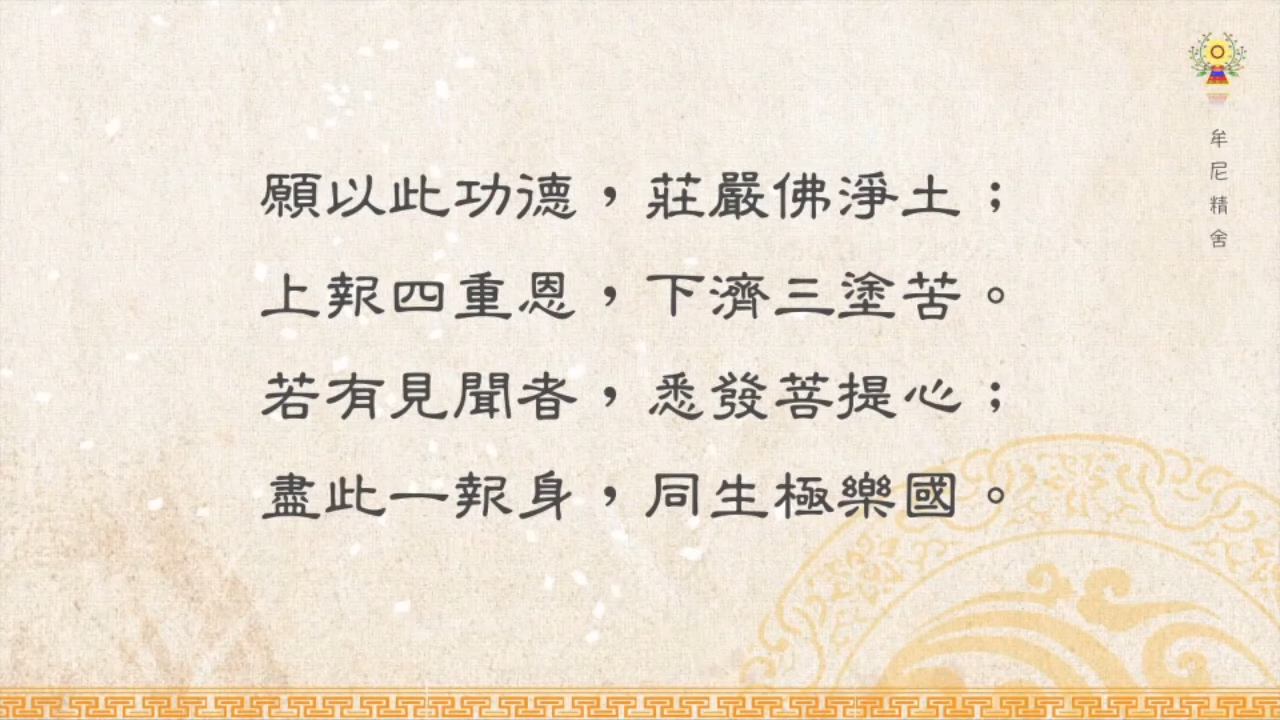 願以此功德，莊嚴佛淨土；
上報四重恩，下濟三塗苦。
若有見聞者，悉發菩提心；
盡此一報身，同生極樂國。
牟尼精舍